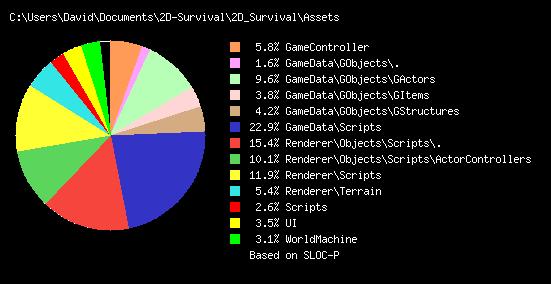 C:\Users\David\Documents\2D-Survival\2D_Survival\Assets
5.8% GameController
1.6% GameData\GObjects\.
9.6% GameData\GObjects\GActors
3.8% GameData\GObjects\GItems
4.2% GameData\GObjects\GStructures
22.9% GameData\Scripts
15.4% Renderer\Objects\Scripts\.
10.1% Renderer\Objects\Scripts\ActorControllers
11.9% Renderer\Scripts
5.4% Renderer\Terrain
2.6% Scripts
3.5% UI
3.1% WorldMachine
Based on SLOC-P